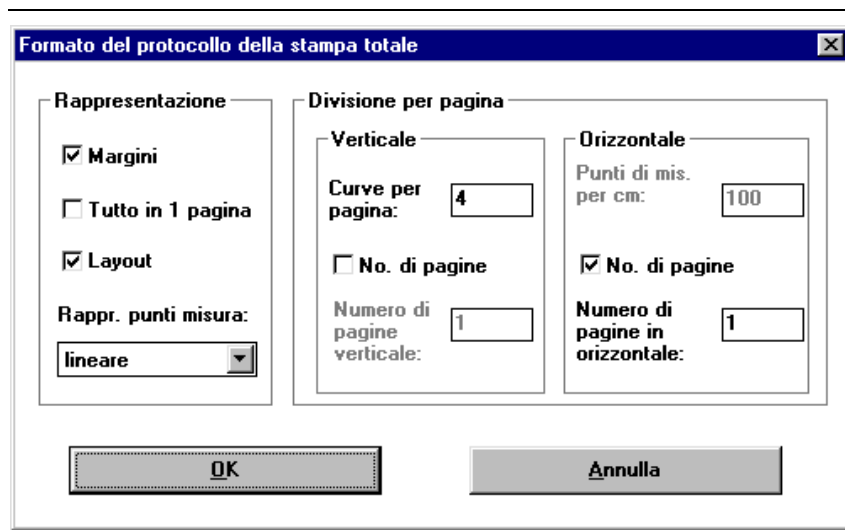 Formato del protocollo della stampa totale
Rappresentazione
Margini
Tutto in 1 pagina
Layout
Rappr. punti misura:
lineare
Divisione per pagina
Verticale
Curve per
pagina:
4
No. di pagine
Numero di
pagine
verticale:
1
Orizzontale
Punti di mis.
per cm:
100
No. di pagine
Numero di
pagine in
orizzontale:
1
OK
Annulla